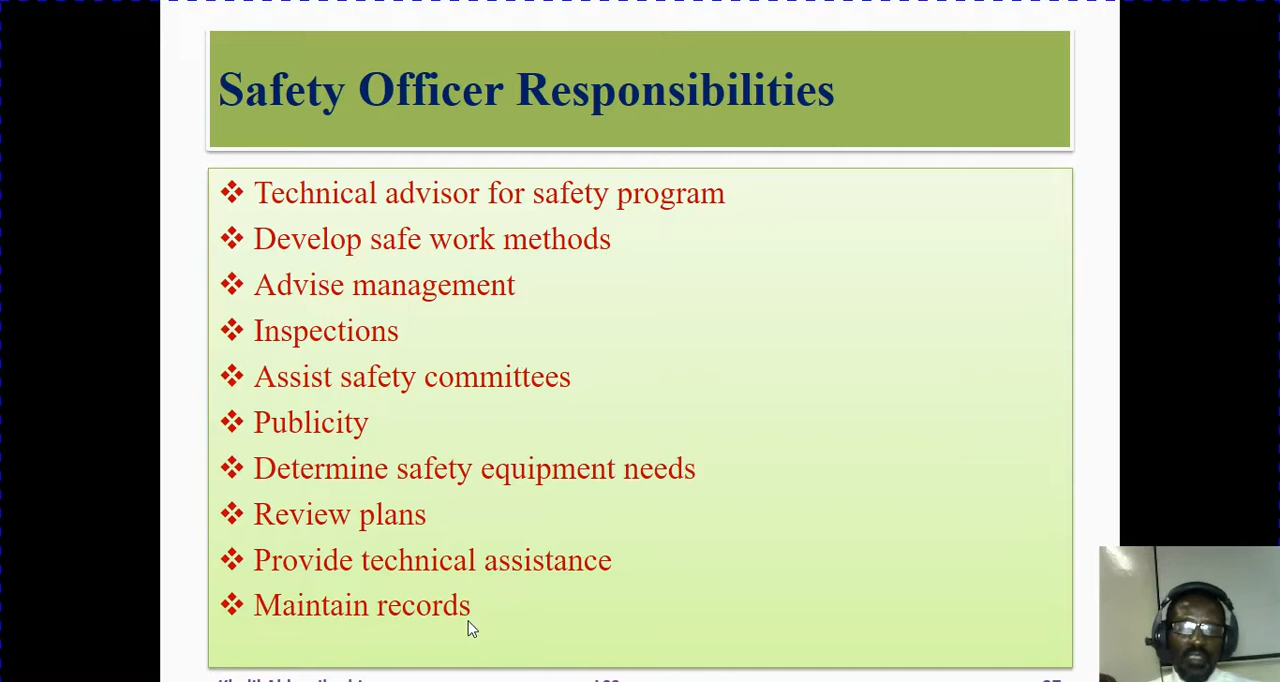 Safety Officer Responsibilities
❖ Technical advisor for safety program
❖ Develop safe work methods
❖ Advise management
❖ Inspections
❖ Assist safety committees
❖ Publicity
❖ Determine safety equipment needs
❖ Review plans
❖ Provide technical assistance
❖ Maintain records